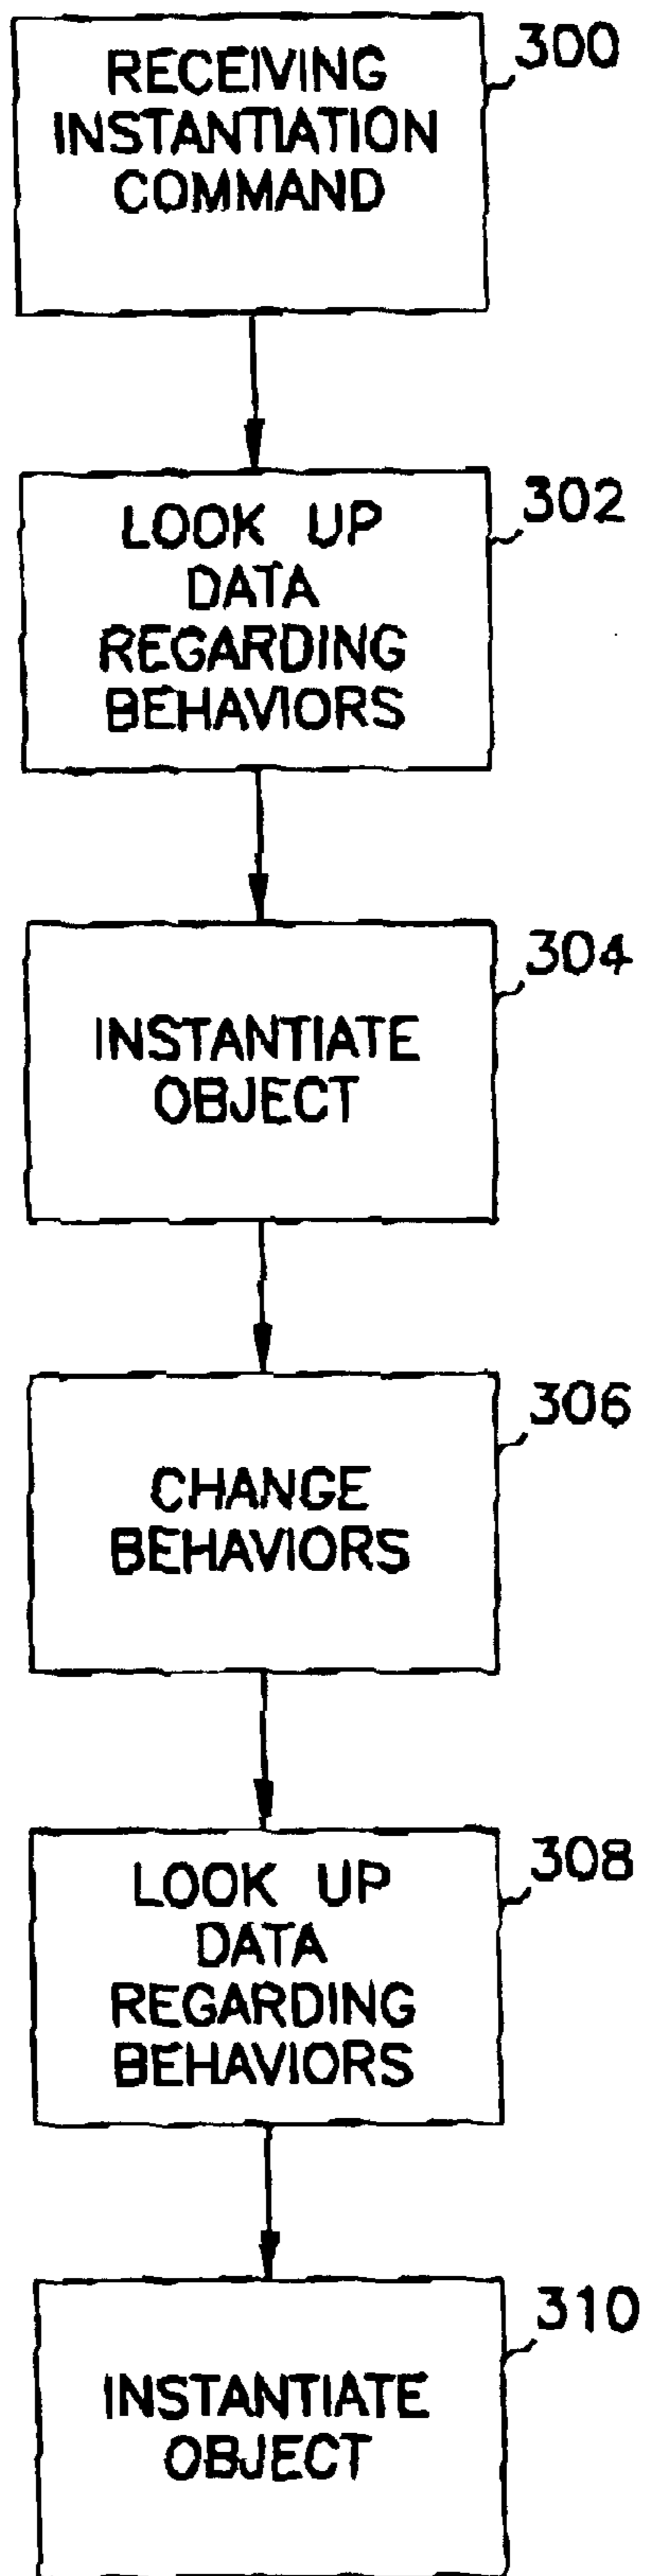 300
RECEIVING
INSTANTIATION
COMMAND
302
LOOK UP
DATA
REGARDING
BEHAVIORS
304
INSTANTIATE
OBJECT
306
CHANGE
BEHAVIORS
308
LOOK UP
DATA
REGARDING
BEHAVIORS
310
INSTANTIATE
OBJECT